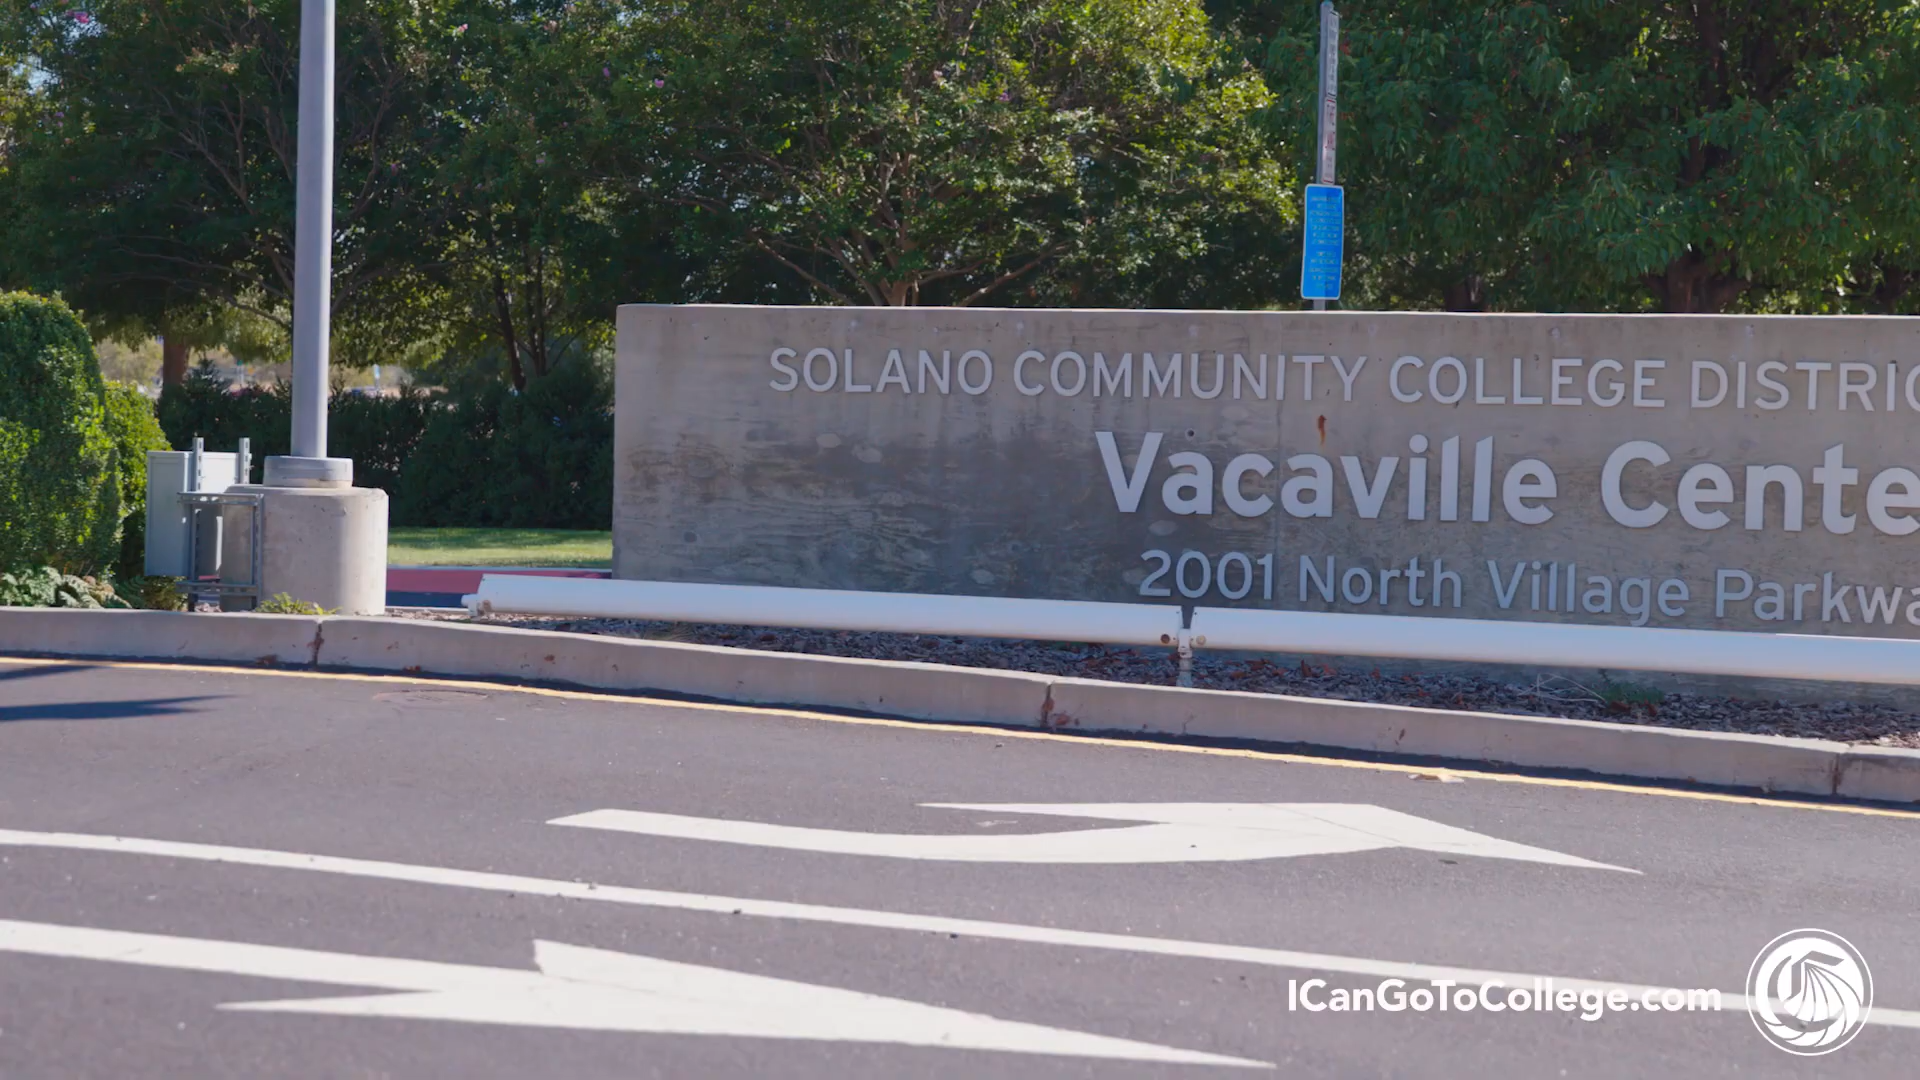 SOLANO COMMUNITY COLLEGE DISTRIC
Vacaville Cente
2001 North Village Parkwa
ICanGoToCollege.com